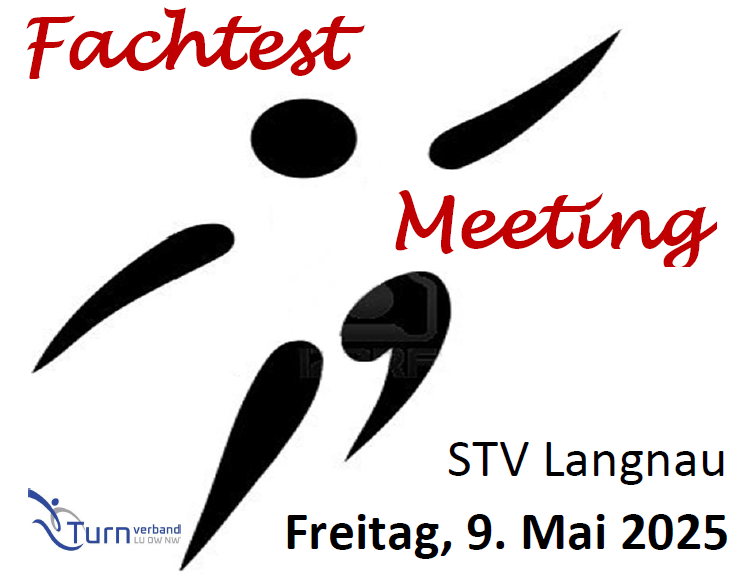 Fachtest
Meeting
STV Langnau
Freitag, 9. Mai 2025
Turnverband
LU OW NW